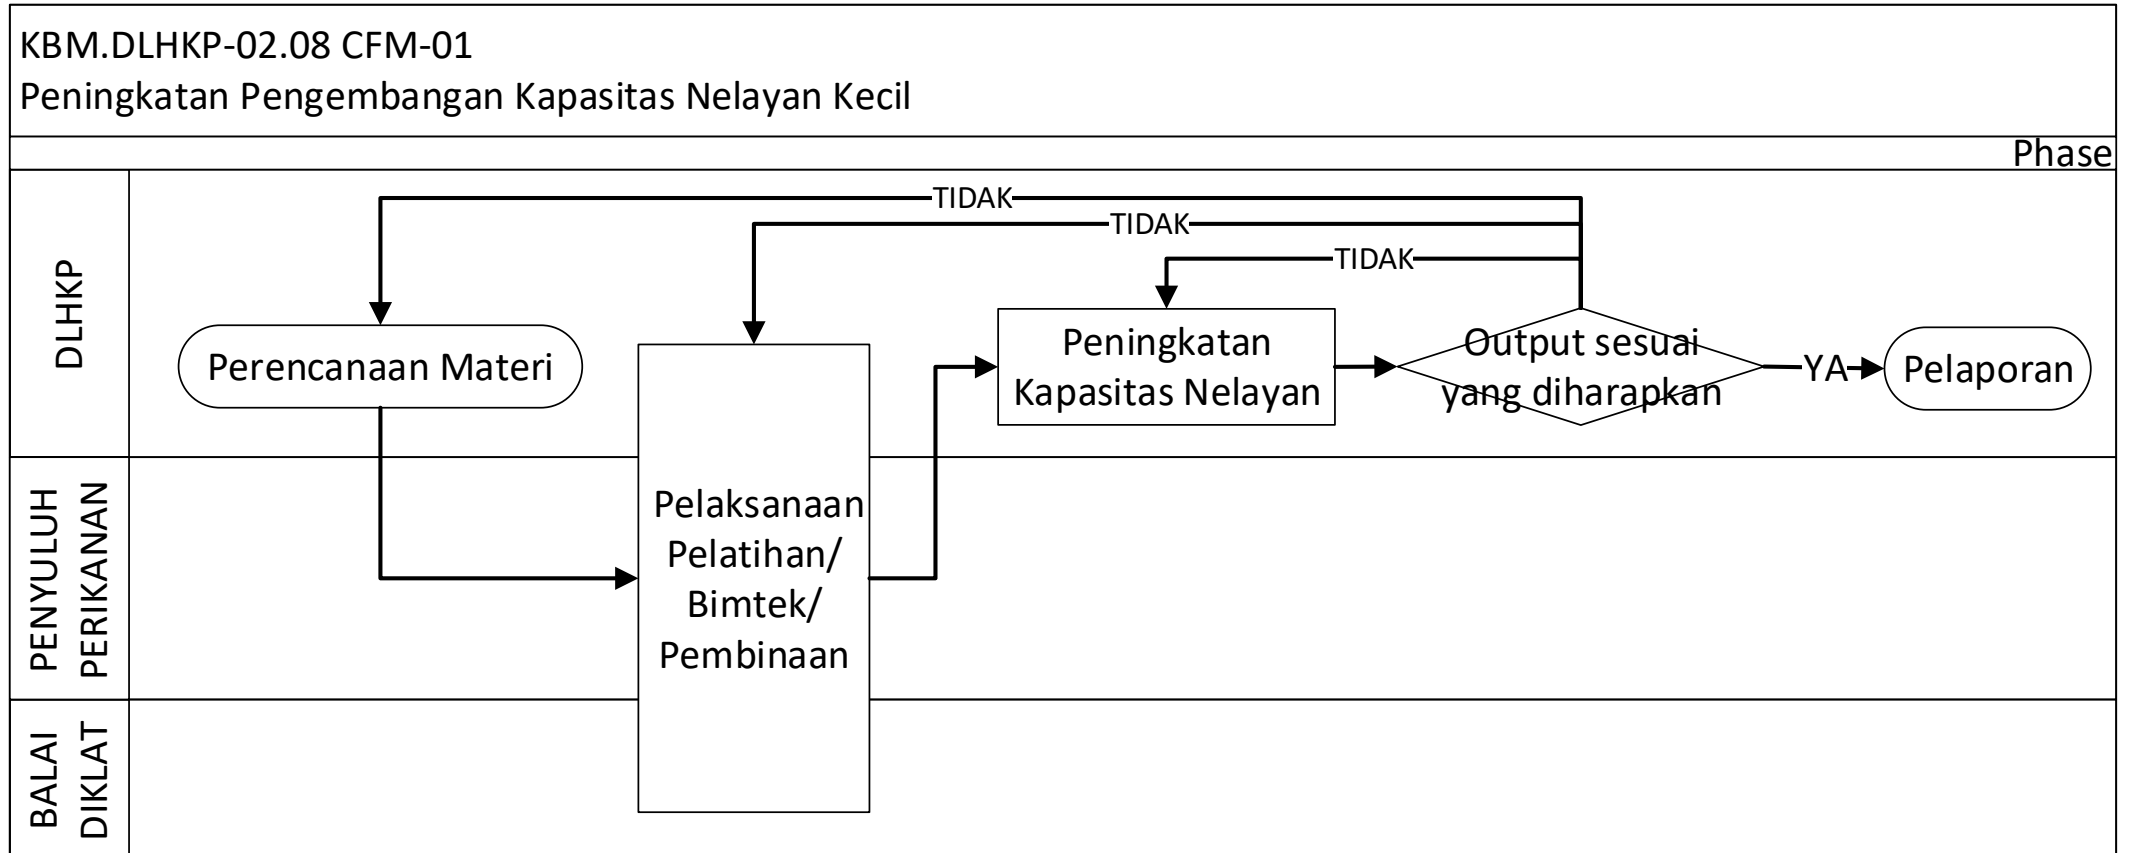 KBM.DLHKP-02.08 CFM-01
Peningkatan Pengembangan Kapasitas Nelayan Kecil
Phase
DLHKP
TIDAK
TIDAK
TIDAK
Perencanaan Materi
Peningkatan
Kapasitas Nelayan
Output sesuai
yang diharapkan
YA
Pelaporan
PENYULUH
PERIKANAN
Pelaksanaan
Pelatihan/
Bimtek/
Pembinaan
BALAI
DIKLAT